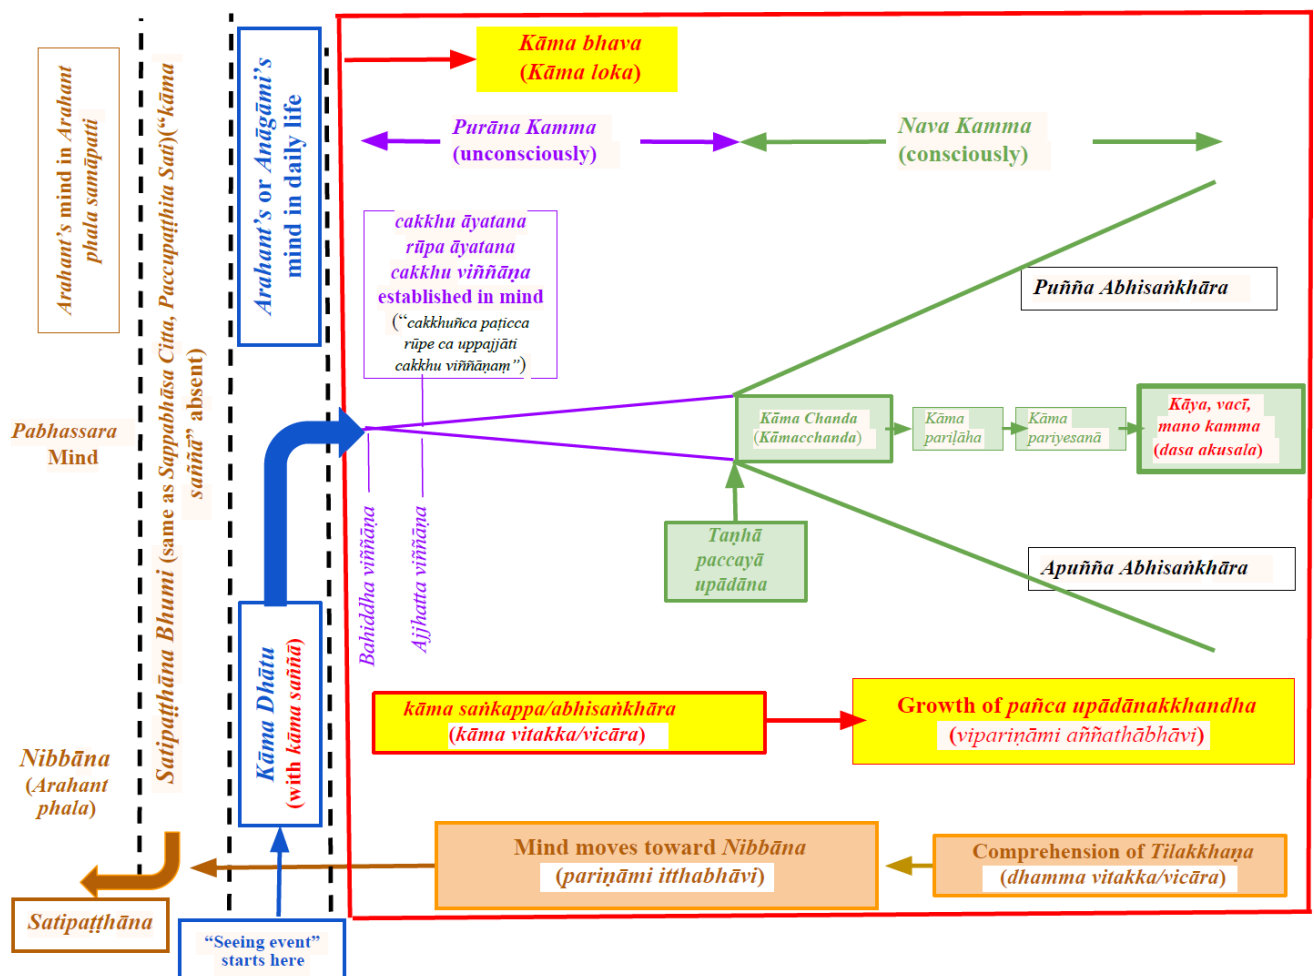 Arahant's mind in Arahant
phala samāpatti
Pabhassara
Mind
Nibbāna
(Arahant
phala)
Satipaṭṭhāna
Satipaṭṭhāna Bhumi (same as Sappabhāsa Citta, Paccupaṭṭhita Sati)(“kāma
saññā” absent)
Arahant's or Anāgāmi's
mind in daily life
Kāma Dhātu
(with kāma saññā)
“Seeing event”
starts here
Kāma bhava
(Kāma loka)
Purāna Kamma
(unconsciously)
Nava Kamma
(consciously)
cakkhu āyatana
rūpa āyatana
cakkhu viññāṇa
established in mind
(“cakkhuñca paṭicca
rūpe ca uppajjāti
cakkhu viññāṇaṃ”)
Bahiddha viññāṇa
Ajjhatta viññāṇa
Puñña Abhisaṅkhāra
Kāma Chanda
(Kāmacchanda)
Kāma
pariḷāha
Kāma
pariyesanā
Kāya, vacī,
mano kamma
(dasa akusala)
Taṇhā
paccayā
upādāna
Apuñña Abhisaṅkhāra
kāma saṅkappa/abhisaṅkhāra
(kāma vitakka/vicāra)
Growth of pañca upādānakkhandha
(vipariṇāmi aññathābhāvi)
Mind moves toward Nibbāna
(pariṇāmi itthabhāvi)
Comprehension of Tilakkhaṇa
(dhamma vitakka/vicāra)